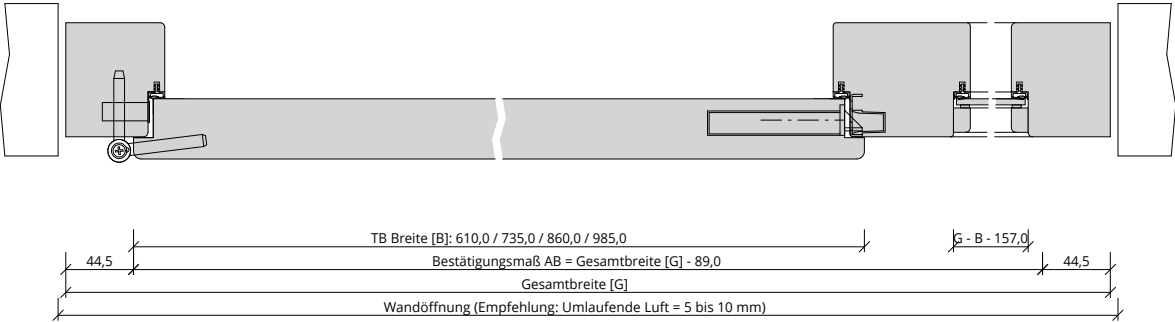 TB Breite [B]: 610,0 / 735,0 / 860,0 / 985,0
G - B - 157,0
44,5
Bestätigungsmaß AB = Gesamtbreite [G] - 89,0
44,5
Gesamtbreite [G]
Wandöffnung (Empfehlung: Umlaufende Luft = 5 bis 10 mm)